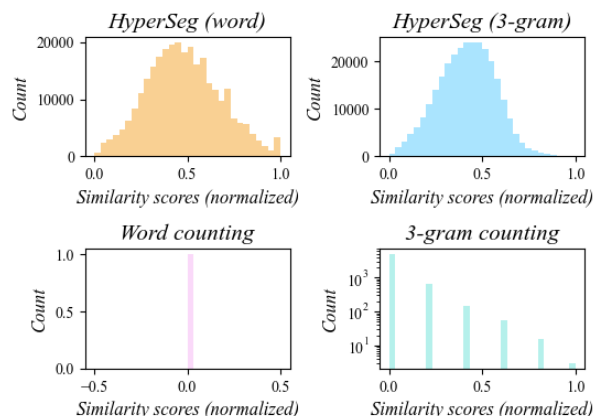 HyperSeg (word)
20000
10000
0
Count
0.0 0.5 1.0
Similarity scores (normalized)
HyperSeg (3-gram)
20000
10000
0
Count
0.0 0.5 1.0
Similarity scores (normalized)
Word counting
1.0
0.5
0.0
Count
−0.5 0.0 0.5
Similarity scores (normalized)
3-gram counting
10³
10²
10¹
Count
0.0 0.5 1.0
Similarity scores (normalized)